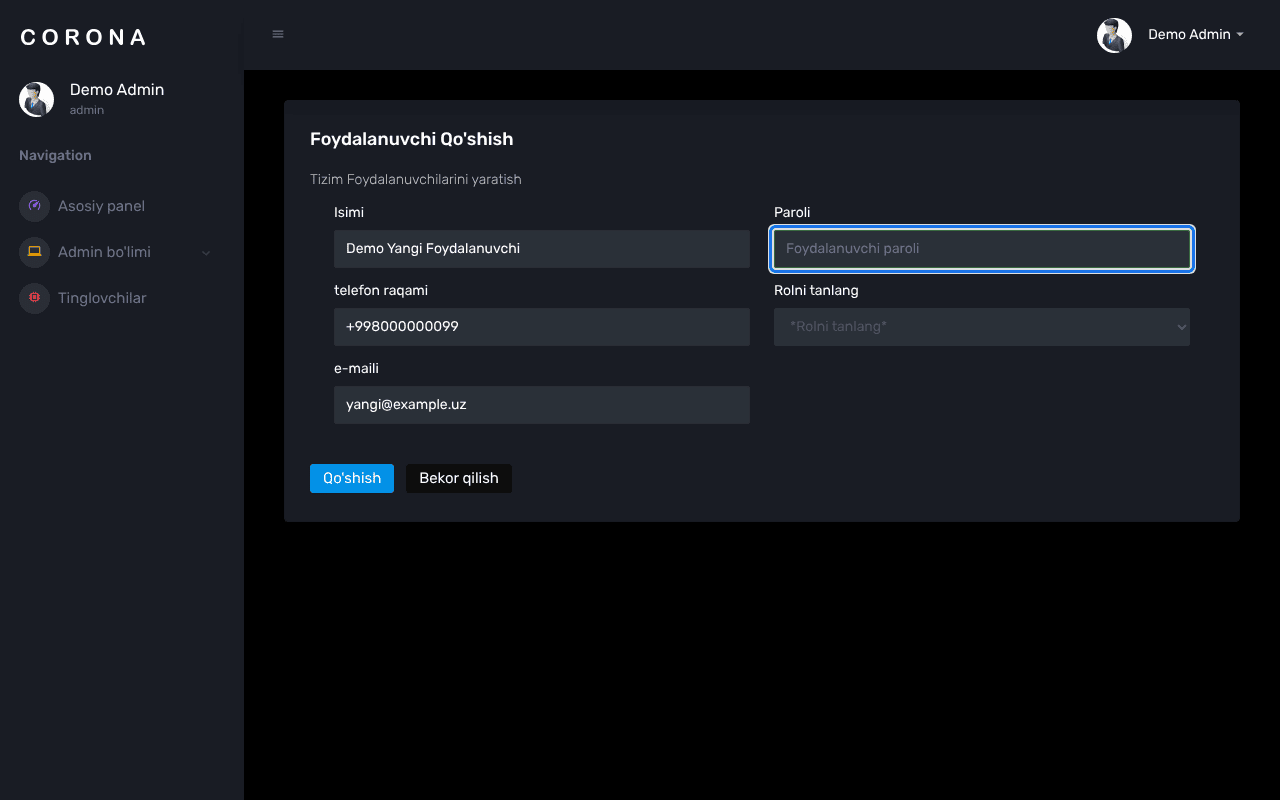 CORONA
Demo Admin
Demo Admin
admin
Navigation
Asosiy panel
Admin bo'limi
Tinglovchilar
Foydalanuvchi Qo'shish
Tizim Foydalanuvchilarini yaratish
Isimi
Demo Yangi Foydalanuvchi
telefon raqami
+998000000099
e-maili
yangi@example.uz
Paroli
Foydalanuvchi paroli
Rolni tanlang
*Rolni tanlang*
Qo'shish
Bekor qilish